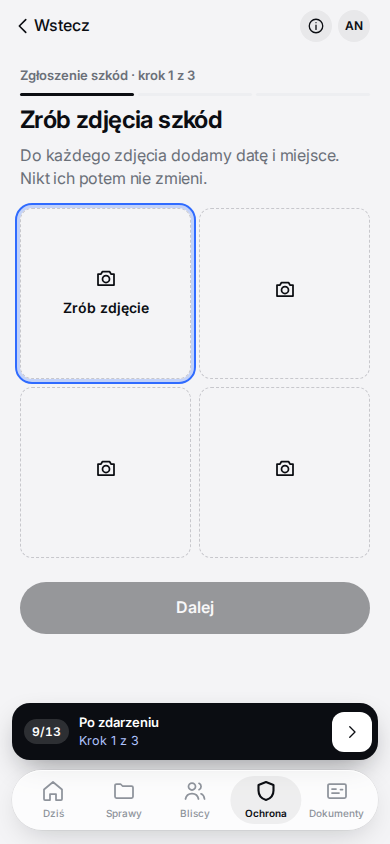 Wstecz
AN
Zgłoszenie szkód · krok 1 z 3
Zrób zdjęcia szkód
Do każdego zdjęcia dodamy datę i miejsce.
Nikt ich potem nie zmieni.
Zrób zdjęcie
Dalej
9/13
Po zdarzeniu
Krok 1 z 3
Dziś
Sprawy
Bliscy
Ochrona
Dokumenty